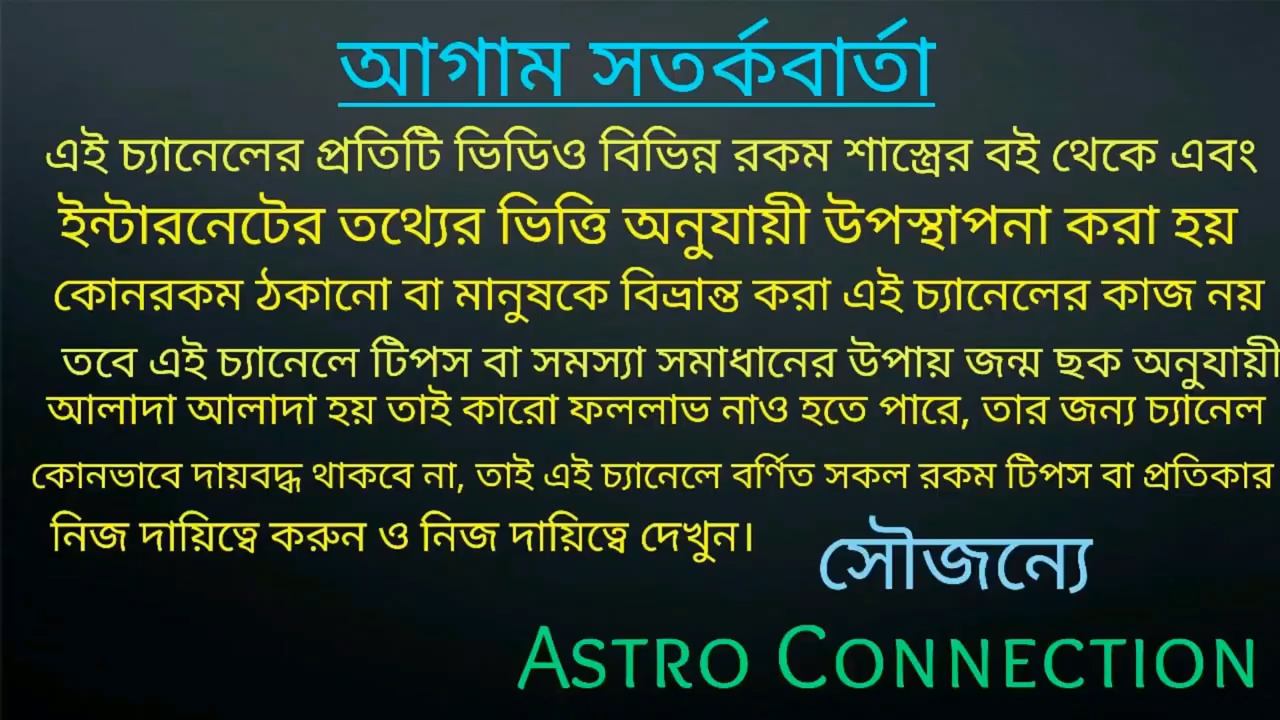 আগাম সতর্কবার্তা
এই চ্যানেলের প্রতিটি ভিডিও বিভিন্ন রকম শাস্ত্রের বই থেকে এবং
ইন্টারনেটের তথ্যের ভিত্তি অনুযায়ী উপস্থাপনা করা হয়
কোনরকম ঠকানো বা মানুষকে বিভ্রান্ত করা এই চ্যানেলের কাজ নয়
তবে এই চ্যানেলে টিপস বা সমস্যা সমাধানের উপায় জন্ম ছক অনুযায়ী
আলাদা আলাদা হয় তাই কারো ফললাভ নাও হতে পারে, তার জন্য চ্যানেল
কোনভাবে দায়বদ্ধ থাকবে না, তাই এই চ্যানেলে বর্ণিত সকল রকম টিপস বা প্রতিকার
নিজ দায়িত্বে করুন ও নিজ দায়িত্বে দেখুন।
সৌজন্যে
ASTRO CONNECTION